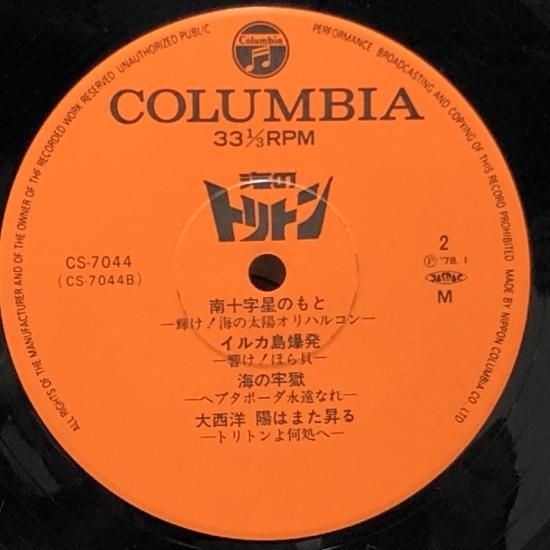 ALL RIGHTS OF THE MANUFACTURER AND OF THE OWNER OF THE RECORDED WORK RESERVED UNAUTHORIZED PUBLIC PERFORMANCE BROADCASTING AND COPYING OF THIS RECORD PROHIBITED MADE BY NIPPON COLUMBIA CO. LTD
Columbia
COLUMBIA
33 1/3 RPM
海の
トリトン
CS-7044
(CS-7044B)
2
Ⓟ '78. 1
JASRAC
M
南十字星のもと
—輝け!海の太陽オリハルコン—
イルカ島爆発
—響け!ほら貝—
海の牢獄
—ヘプタポーダ永遠なれ—
大西洋 陽はまた昇る
—トリトンよ何処へ—